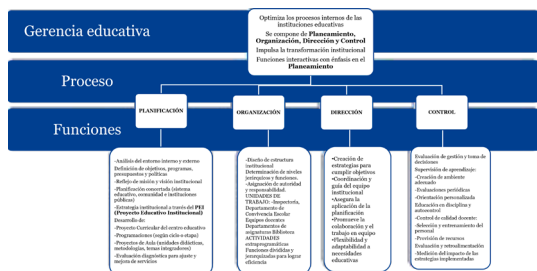 Gerencia educativa
Optimiza los procesos internos de las
instituciones educativas
Se compone de Planeamiento,
Organización, Dirección y Control
Impulsa la transformación institucional
Funciones interactivas con énfasis en el
Planeamiento
Proceso
PLANIFICACIÓN
ORGANIZACIÓN
DIRECCIÓN
CONTROL
Funciones
-Análisis del entorno interno y externo
Definición de objetivos, programas,
presupuestos y políticas
-Reflejo de misión y visión institucional
-Planificación concertada (sistema
educativo, comunidad e instituciones
públicas)
-Estrategia institucional a través del PEI
(Proyecto Educativo Institucional)
Desarrollo de:
-Proyecto Curricular del centro educativo
-Programaciones (según ciclo o etapa)
-Proyectos de Aula (unidades didácticas,
metodologías, temas integradores)
-Evaluación diagnóstica para ajuste y
mejora de servicios
-Diseño de estructura
institucional
Determinación de niveles
jerárquicos y funciones.
-Asignación de autoridad
y responsabilidad.
UNIDADES DE
TRABAJO: -Inspectoría,
Departamento de
Convivencia Escolar
Equipos docentes
Departamentos de
asignaturas Biblioteca
ACTIVIDADES
extraprogramáticas
Funciones divididas y
jerarquizadas para lograr
eficiencia
•Creación de
estrategias para
cumplir objetivos
•Coordinación y
guía del equipo
institucional
•Asegura la
aplicación de la
planificación
•Promueve la
colaboración y el
trabajo en equipo
•Flexibilidad y
adaptabilidad a
necesidades
educativas
Evaluación de gestión y toma de
decisiones
Supervisión de aprendizaje:
-Creación de ambiente
adecuado
-Evaluaciones periódicas
-Orientación personalizada
Educación en disciplina y
autocontrol
-Control de calidad docente:
-Selección y entrenamiento del
personal
-Provisión de recursos
Evaluación y retroalimentación
-Medición del impacto de las
estrategias implementadas